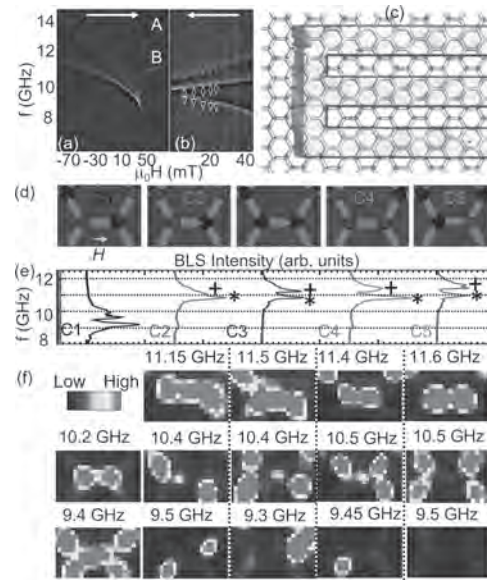 14
12
10
8
f (GHz)
A
B
(a)
(b)
(c)
-70
-30
10
50
20
40
μ₀H (mT)
(d)
C2
C4
C5
H
BLS Intensity (arb. units)
(e)
12
10
8
f (GHz)
C1
C2
C3
C4
C5
+
*
+
*
+
*
+
*
11.15 GHz
11.5 GHz
11.4 GHz
11.6 GHz
(f)
Low
High
10.2 GHz
10.4 GHz
10.4 GHz
10.5 GHz
10.5 GHz
9.4 GHz
9.5 GHz
9.3 GHz
9.45 GHz
9.5 GHz